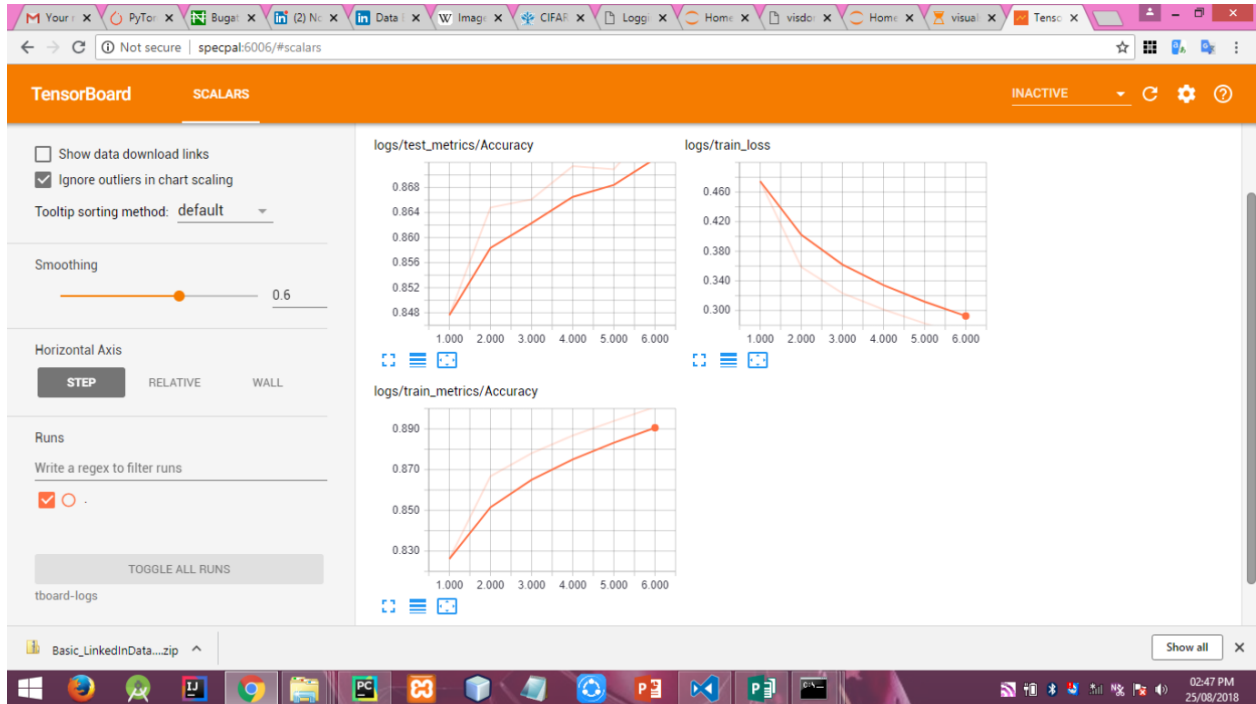 Your r
PyTor
Bugat
(2) No
Data I
Image
CIFAR
Loggi
Home
visdor
Home
visual
Tenso
Not secure | specpal:6006/#scalars
TensorBoard SCALARS INACTIVE
Show data download links
Ignore outliers in chart scaling
Tooltip sorting method: default
Smoothing
0.6
Horizontal Axis
STEP RELATIVE WALL
Runs
Write a regex to filter runs
.
TOGGLE ALL RUNS
tboard-logs
logs/test_metrics/Accuracy
0.868
0.864
0.860
0.856
0.852
0.848
1.000 2.000 3.000 4.000 5.000 6.000
logs/train_loss
0.460
0.420
0.380
0.340
0.300
1.000 2.000 3.000 4.000 5.000 6.000
logs/train_metrics/Accuracy
0.890
0.870
0.850
0.830
1.000 2.000 3.000 4.000 5.000 6.000
Basic_LinkedInData....zip
Show all
02:47 PM
25/08/2018